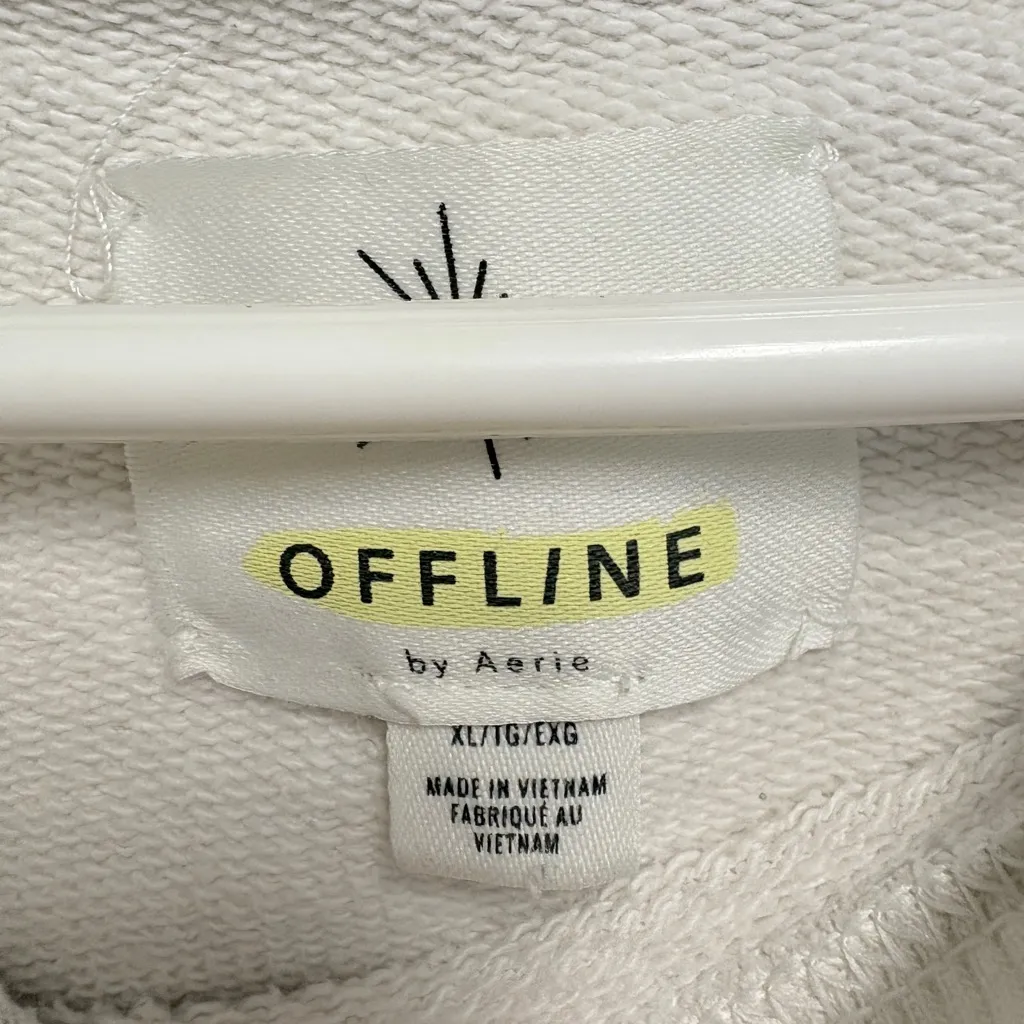 OFFLINE
by Aerie
XL/TG/EXG
MADE IN VIETNAM
FABRIQUÉ AU
VIETNAM